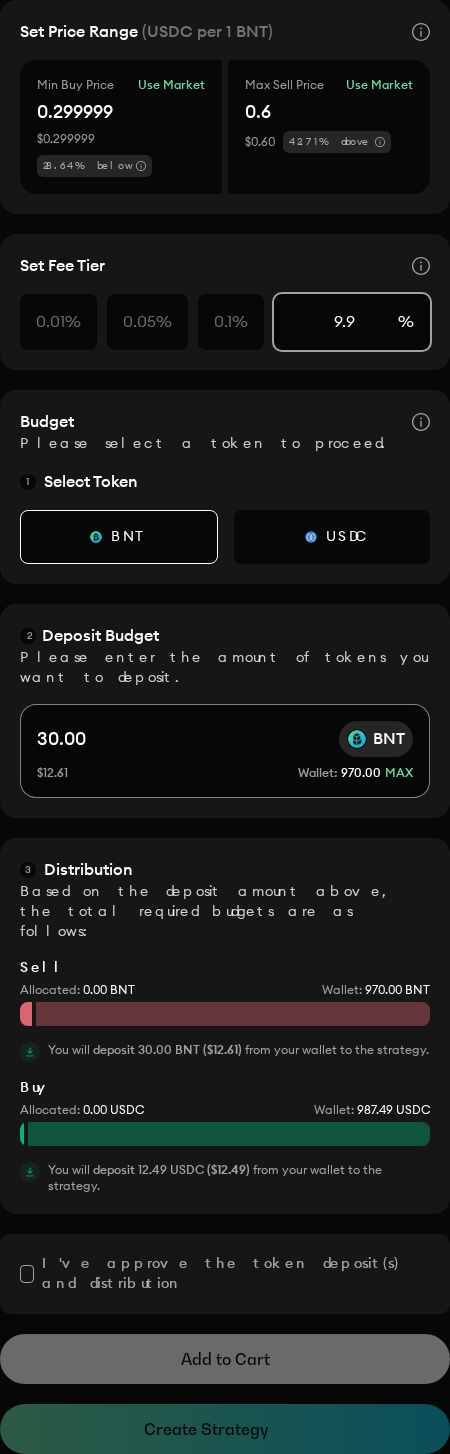 Set Price Range (USDC per 1 BNT)
Min Buy Price Use Market
0.299999
$0.299999
28.64% below
Max Sell Price Use Market
0.6
$0.60 42.71% above
Set Fee Tier
0.01% 0.05% 0.1% 9.9 %
Budget
Please select a token to proceed.
1 Select Token
BNT USDC
2 Deposit Budget
Please enter the amount of tokens you
want to deposit.
30.00 BNT
$12.61 Wallet: 970.00 MAX
3 Distribution
Based on the deposit amount above,
the total required budgets are as
follows:
Sell
Allocated: 0.00 BNT Wallet: 970.00 BNT
You will deposit 30.00 BNT ($12.61) from your wallet to the strategy.
Buy
Allocated: 0.00 USDC Wallet: 987.49 USDC
You will deposit 12.49 USDC ($12.49) from your wallet to the
strategy.
I've approve the token deposit(s)
and distribution
Add to Cart
Create Strategy